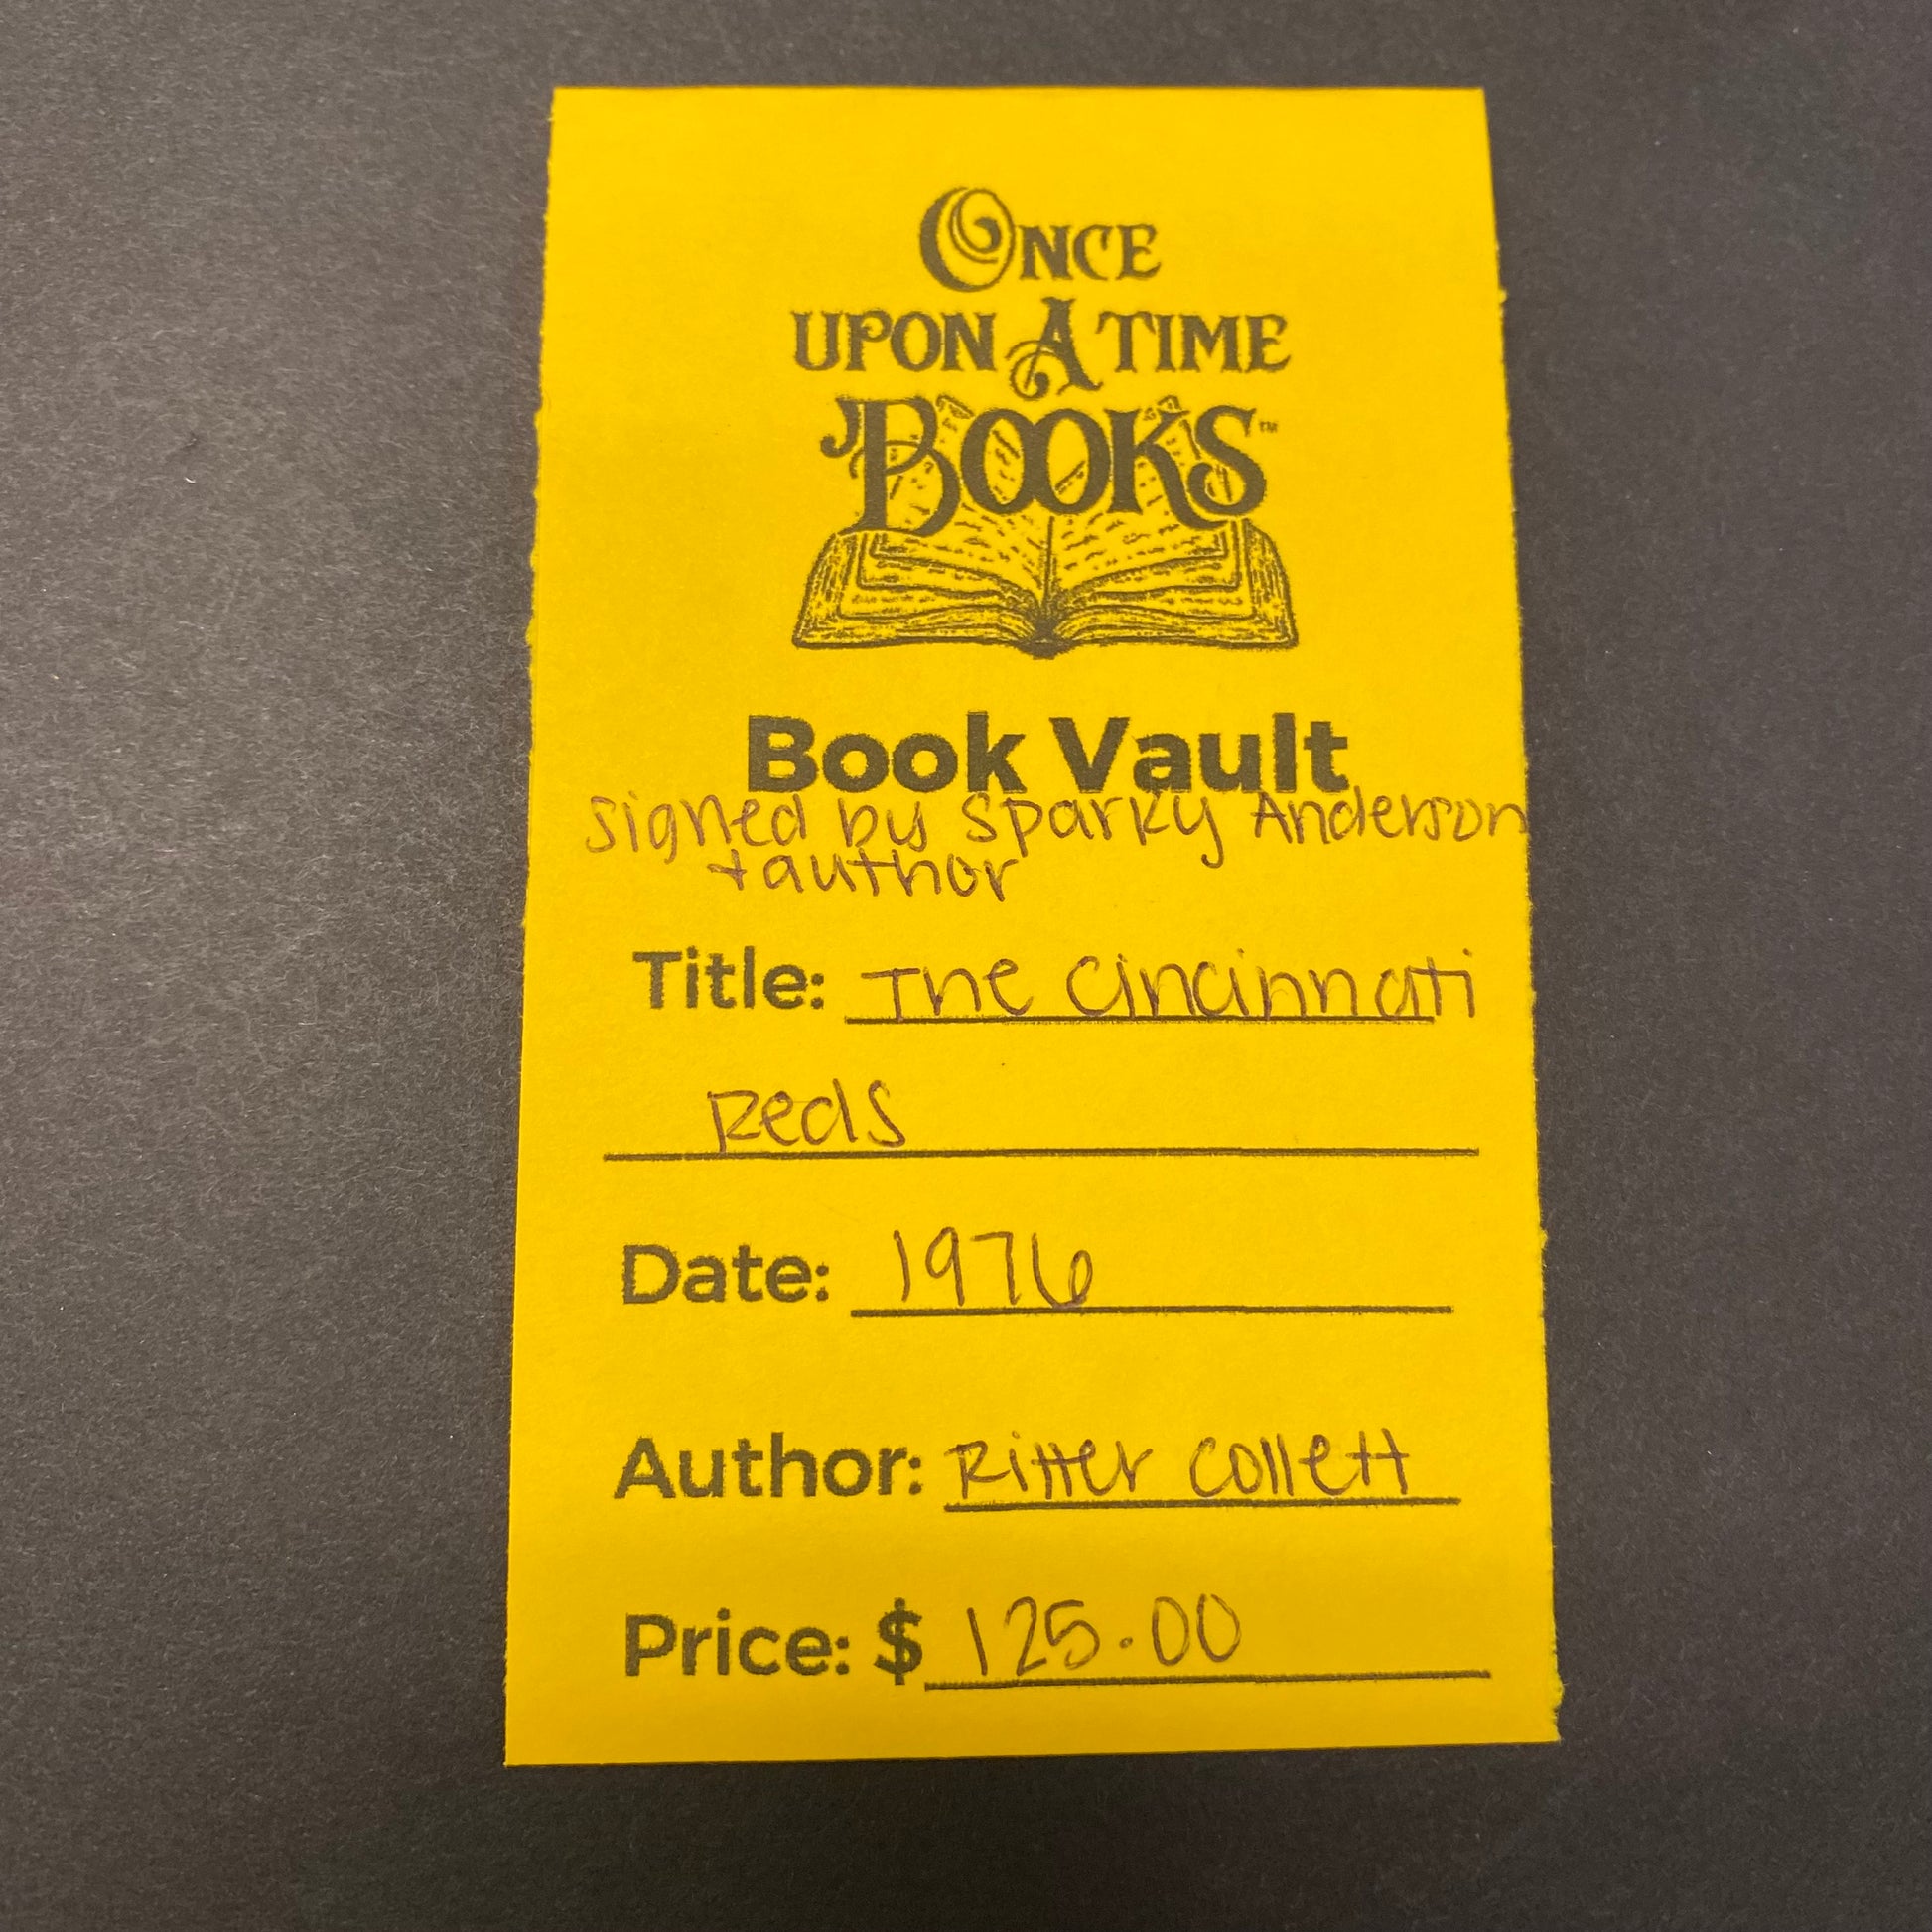 ONCE
UPON A TIME
BOOKS™
Book Vault
signed by Sparky Anderson
+ author
Title: The Cincinnati
Reds
Date: 1976
Author: Ritter Collett
Price: $ 125.00